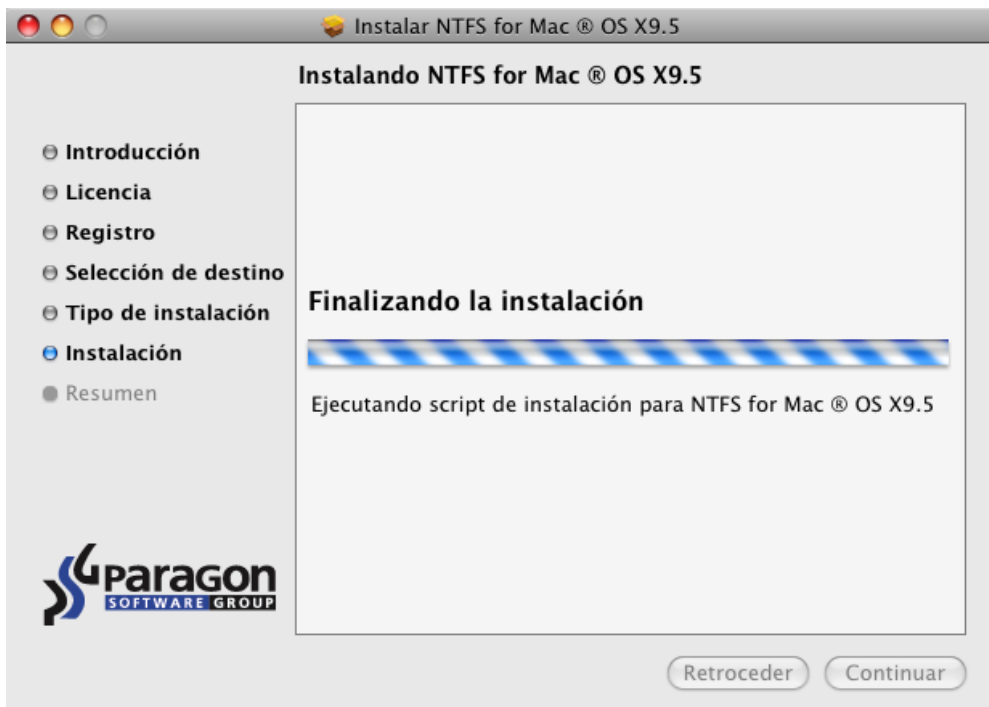 Instalar NTFS for Mac ® OS X9.5
Instalando NTFS for Mac ® OS X9.5
Introducción
Licencia
Registro
Selección de destino
Tipo de instalación
Instalación
Resumen
Finalizando la instalación
Ejecutando script de instalación para NTFS for Mac ® OS X9.5
Paragon
SOFTWARE GROUP
Retroceder
Continuar